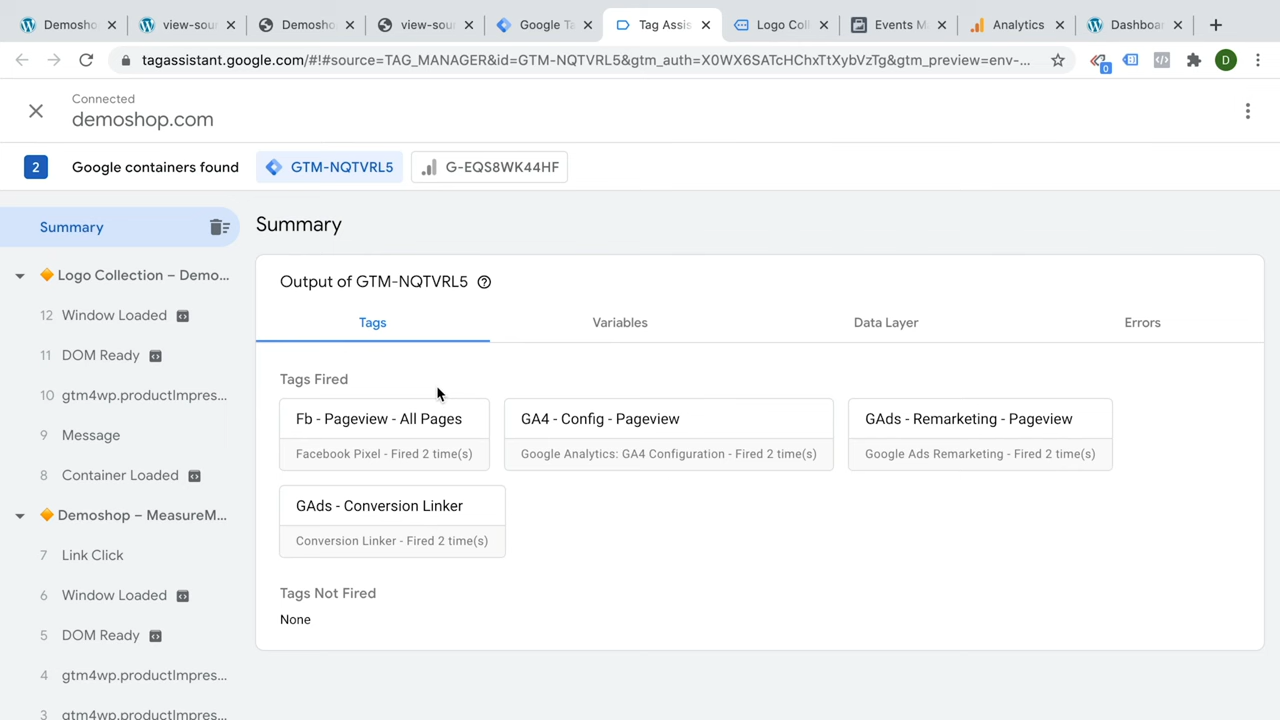 Demosho
view-sou
Demosh
view-sou
Google Ta
Tag Assis
Logo Coll
Events M
Analytics
Dashboa
tagassistant.google.com/#!#source=TAG_MANAGER&id=GTM-NQTVRL5&gtm_auth=X0WX6SATcHChxTtXybVzTg&gtm_preview=env-...
0
D
Connected
demoshop.com
2
Google containers found
GTM-NQTVRL5
G-EQS8WK44HF
Summary
Logo Collection – Demo...
12 Window Loaded
11 DOM Ready
10 gtm4wp.productImpres...
9 Message
8 Container Loaded
Demoshop – MeasureM...
7 Link Click
6 Window Loaded
5 DOM Ready
4 gtm4wp.productImpres...
3 gtm4wp.productImpres...
Summary
Output of GTM-NQTVRL5
Tags
Variables
Data Layer
Errors
Tags Fired
Fb - Pageview - All Pages
Facebook Pixel - Fired 2 time(s)
GA4 - Config - Pageview
Google Analytics: GA4 Configuration - Fired 2 time(s)
GAds - Remarketing - Pageview
Google Ads Remarketing - Fired 2 time(s)
GAds - Conversion Linker
Conversion Linker - Fired 2 time(s)
Tags Not Fired
None